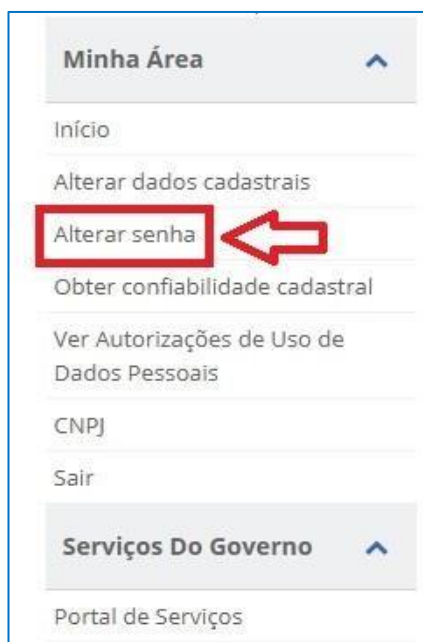 Minha Área
Início
Alterar dados cadastrais
Alterar senha
Obter confiabilidade cadastral
Ver Autorizações de Uso de
Dados Pessoais
CNPJ
Sair
Serviços Do Governo
Portal de Serviços